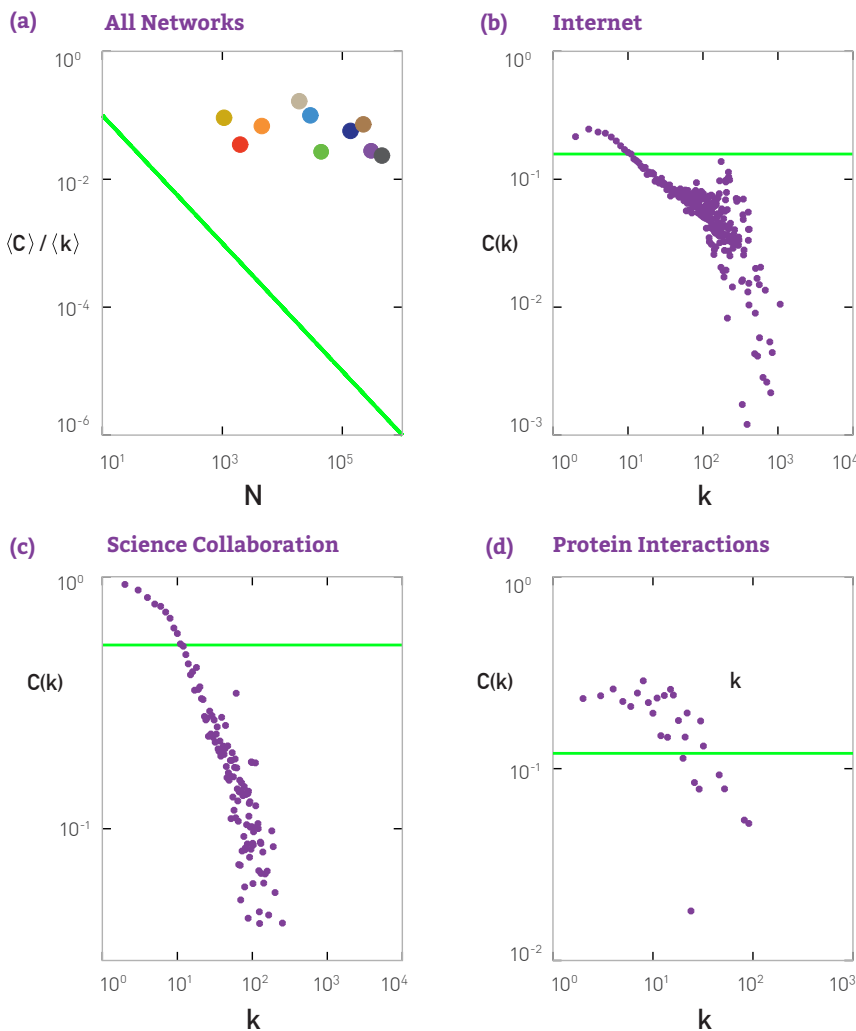 (a) All Networks
10⁰
10⁻²
⟨C⟩ / ⟨k⟩
10⁻⁴
10⁻⁶
10¹ 10³ 10⁵
N
(b) Internet
10⁰
10⁻¹
C(k)
10⁻²
10⁻³
10⁰ 10¹ 10² 10³ 10⁴
k
(c) Science Collaboration
10⁰
C(k)
10⁻¹
10⁰ 10¹ 10² 10³ 10⁴
k
(d) Protein Interactions
10⁰
C(k) k
10⁻¹
10⁻²
10⁰ 10¹ 10² 10³